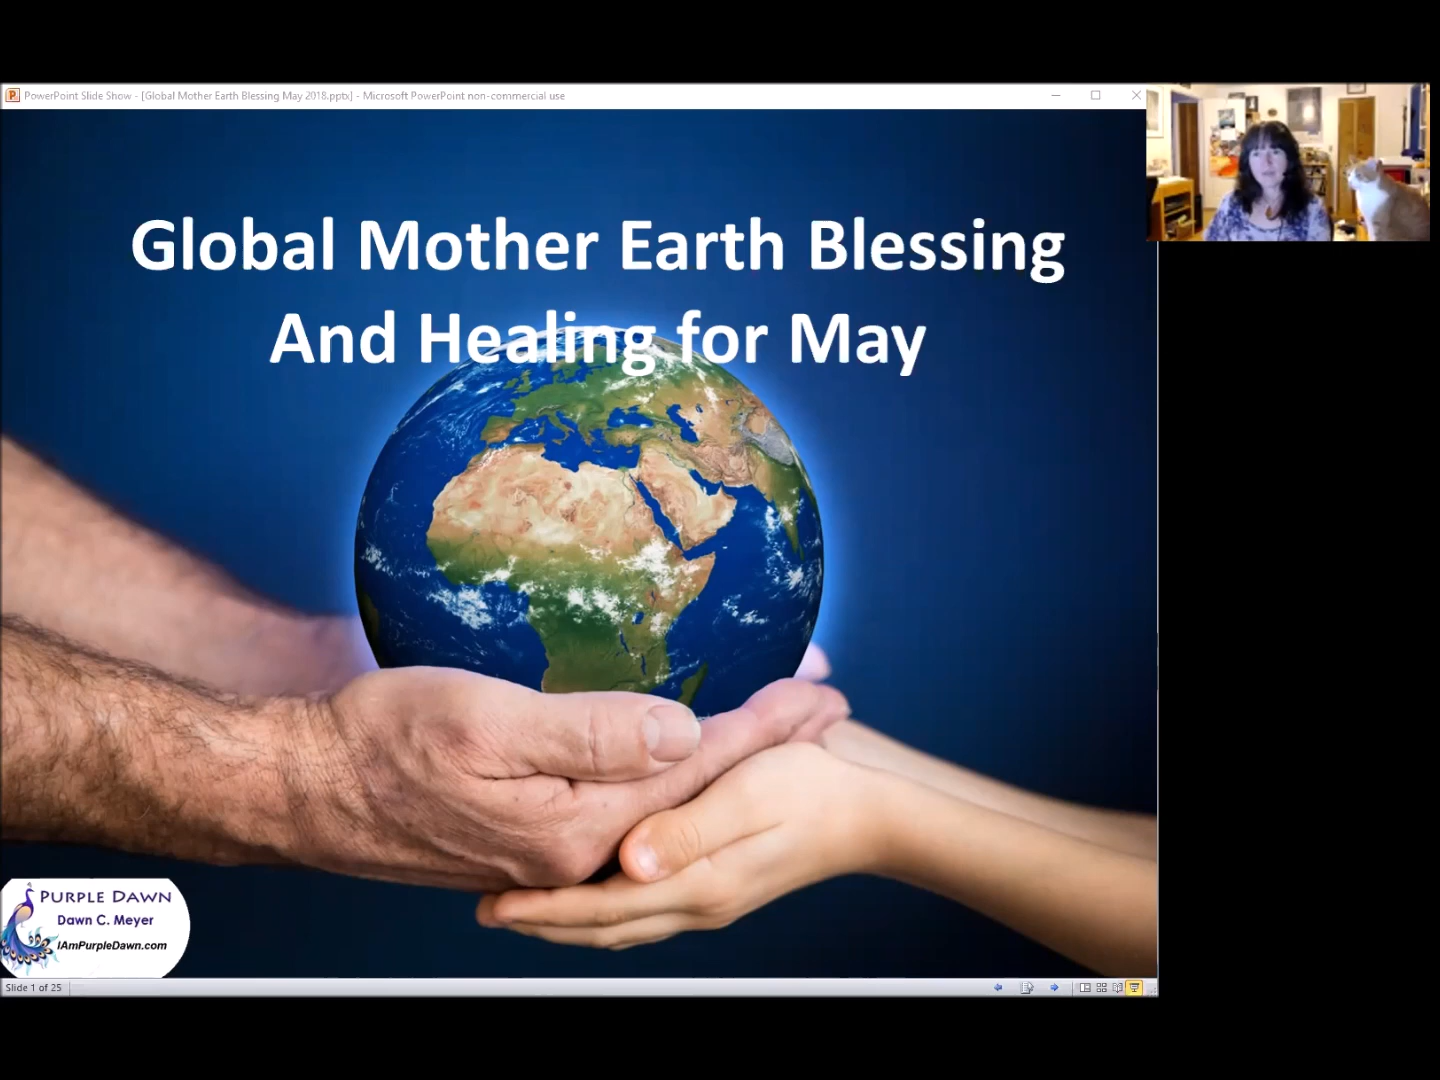 PowerPoint Slide Show - [Global Mother Earth Blessing May 2018.pptx] - Microsoft PowerPoint non-commercial use
Global Mother Earth Blessing
And Healing for May
PURPLE DAWN
Dawn C. Meyer
IAmPurpleDawn.com
Slide 1 of 25